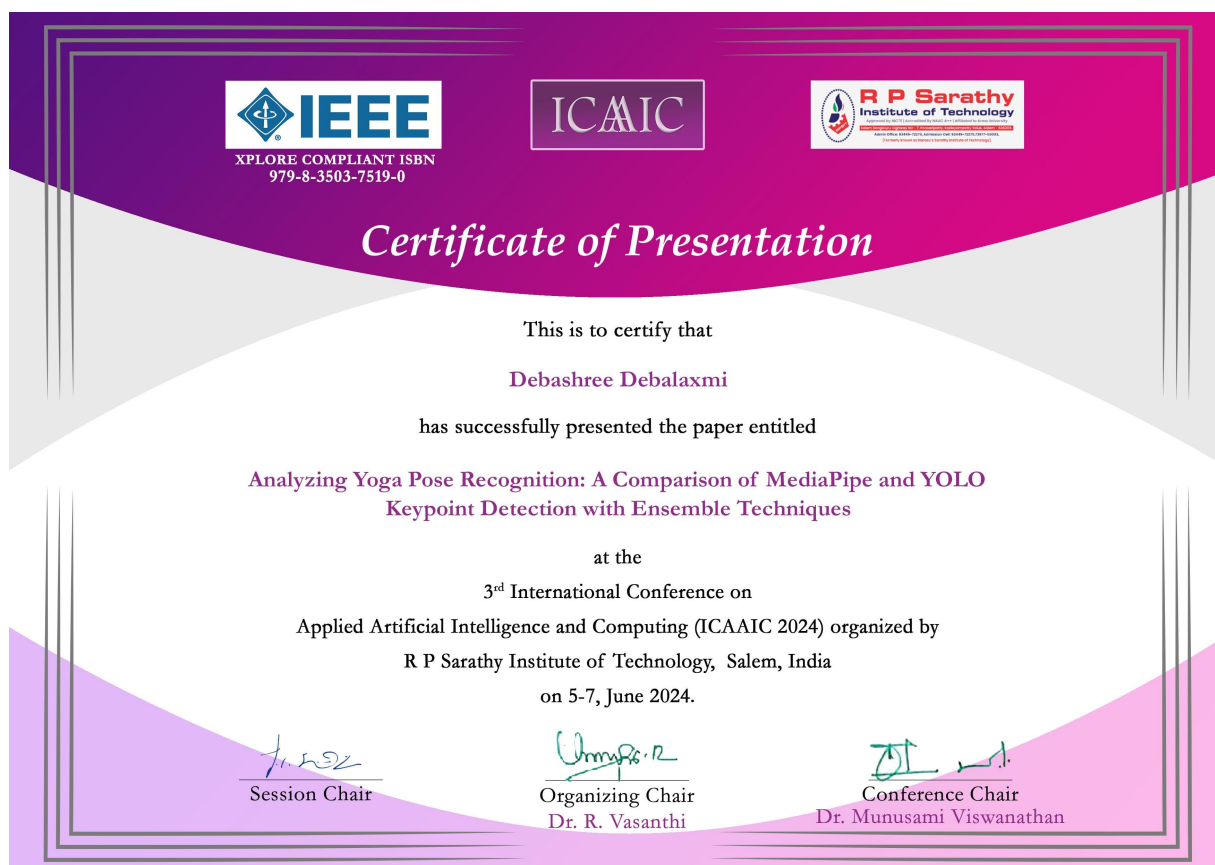 IEEE
XPLORE COMPLIANT ISBN
979-8-3503-7519-0
ICAAIC
R P Sarathy
Institute of Technology
Certificate of Presentation
This is to certify that
Debashree Debalaxmi
has successfully presented the paper entitled
Analyzing Yoga Pose Recognition: A Comparison of MediaPipe and YOLO
Keypoint Detection with Ensemble Techniques
at the
3rd International Conference on
Applied Artificial Intelligence and Computing (ICAAIC 2024) organized by
R P Sarathy Institute of Technology, Salem, India
on 5-7, June 2024.
Session Chair
Organizing Chair
Dr. R. Vasanthi
Conference Chair
Dr. Munusami Viswanathan